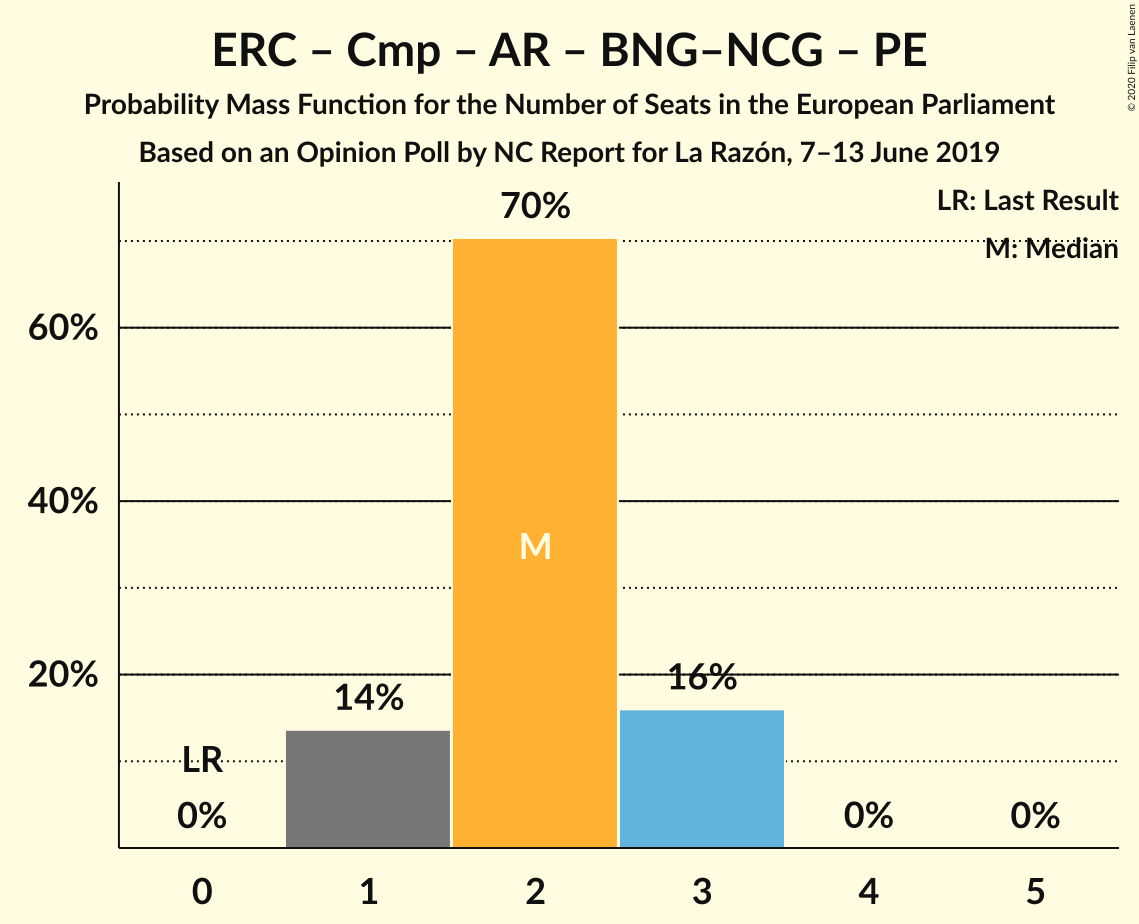 ERC – Cmp – AR – BNG–NCG – PE
Probability Mass Function for the Number of Seats in the European Parliament
Based on an Opinion Poll by NC Report for La Razón, 7–13 June 2019
© 2020 Filip van Laenen
LR: Last Result
M: Median
70%
60%
40%
20%
M
14%
16%
LR
0%
0%
0%
0 1 2 3 4 5